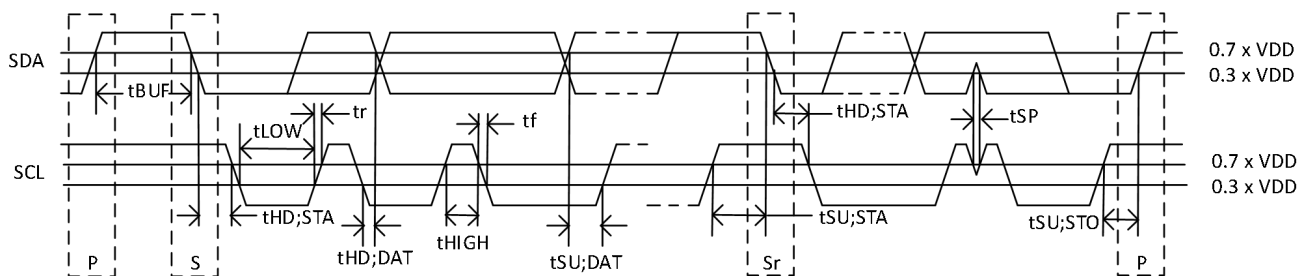 SDA
0.7 x VDD
0.3 x VDD
tBUF
tLOW
tr
tf
tHD;STA
tSP
SCL
0.7 x VDD
0.3 x VDD
tHD;STA
tHD;DAT
tHIGH
tSU;DAT
tSU;STA
tSU;STO
P
S
Sr
P